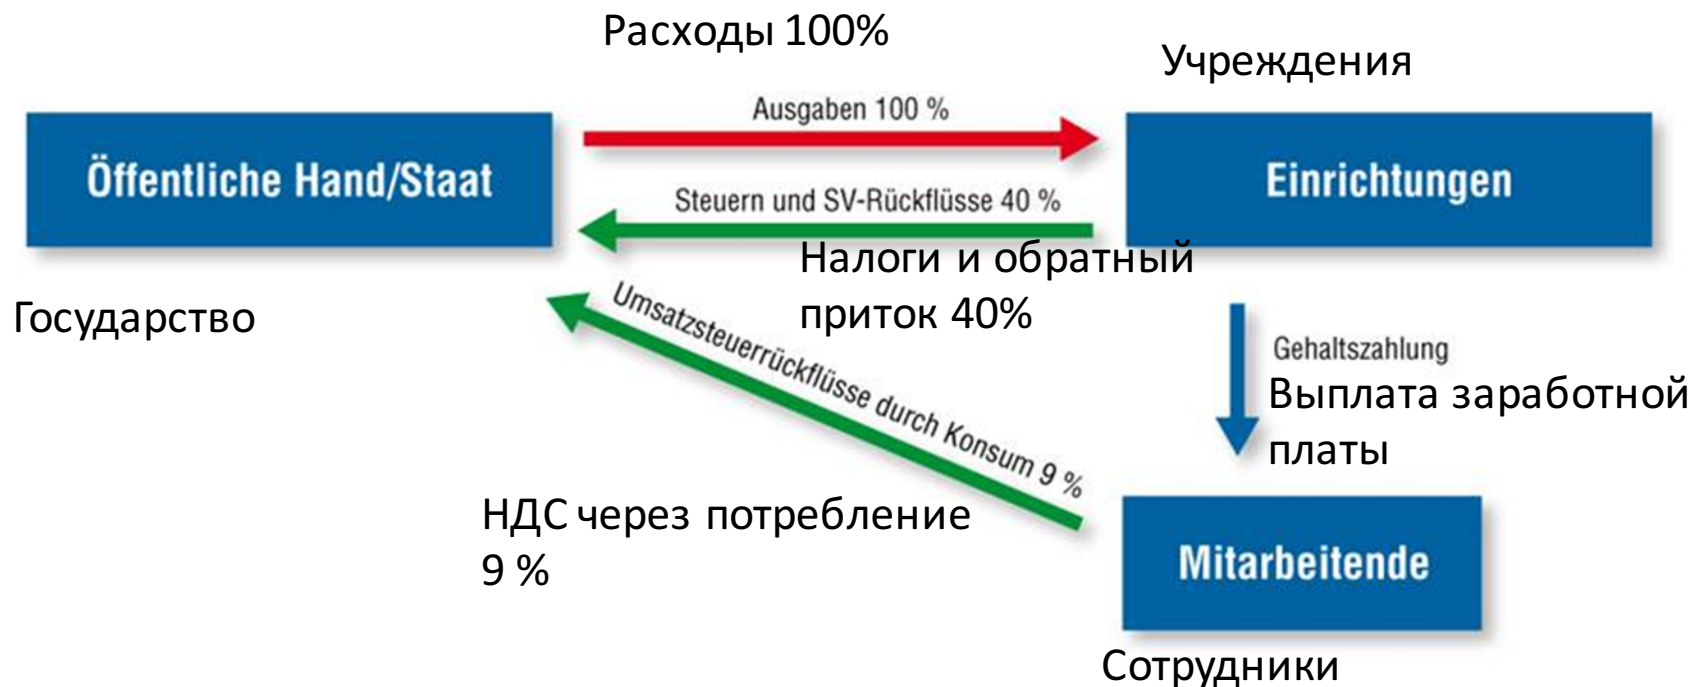 Расходы 100%
Учреждения
Ausgaben 100 %
Öffentliche Hand/Staat
Einrichtungen
Steuern und SV-Rückflüsse 40 %
Налоги и обратный
приток 40%
Государство
Umsatzsteuerrückflüsse durch Konsum 9 %
Gehaltszahlung
Выплата заработной
платы
НДС через потребление
9 %
Mitarbeitende
Сотрудники